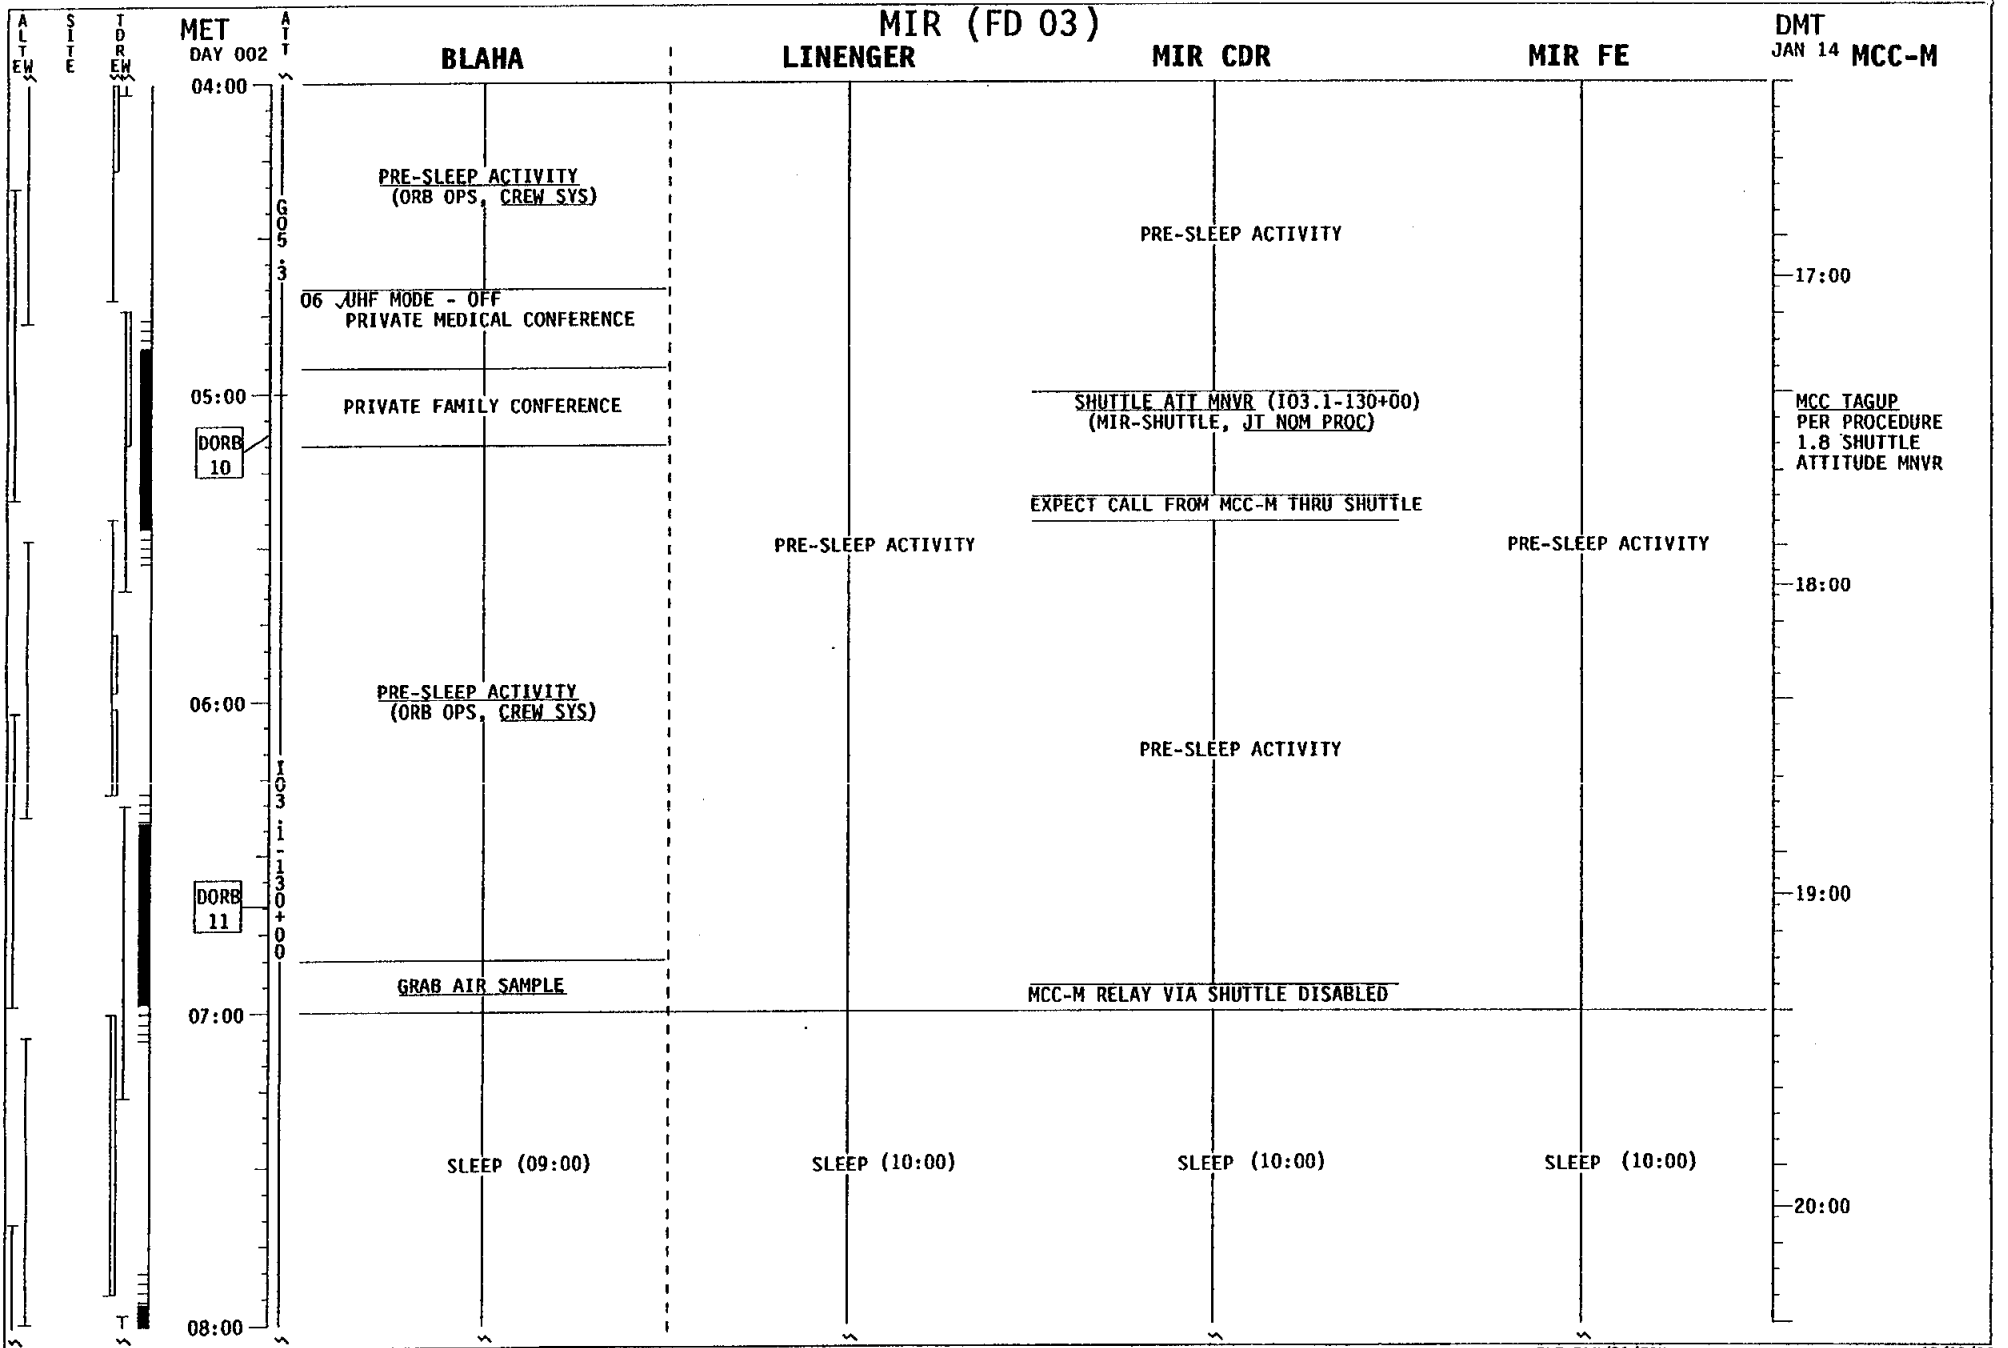 MIR (FD 03)
ALT
E W
SITE
TDR
E W
MET
DAY 002
ATT
BLAHA
LINENGER
MIR CDR
MIR FE
DMT
JAN 14
MCC-M
04:00
PRE-SLEEP ACTIVITY
(ORB OPS, CREW SYS)
G05.3
PRE-SLEEP ACTIVITY
17:00
06 √UHF MODE - OFF
PRIVATE MEDICAL CONFERENCE
05:00
PRIVATE FAMILY CONFERENCE
SHUTTLE ATT MNVR (I03.1-130+00)
(MIR-SHUTTLE, JT NOM PROC)
MCC TAGUP
PER PROCEDURE
1.8 SHUTTLE
ATTITUDE MNVR
DORB
10
EXPECT CALL FROM MCC-M THRU SHUTTLE
PRE-SLEEP ACTIVITY
PRE-SLEEP ACTIVITY
18:00
06:00
PRE-SLEEP ACTIVITY
(ORB OPS, CREW SYS)
PRE-SLEEP ACTIVITY
I03.1-130+00
DORB
11
19:00
GRAB AIR SAMPLE
MCC-M RELAY VIA SHUTTLE DISABLED
07:00
SLEEP (09:00)
SLEEP (10:00)
SLEEP (10:00)
SLEEP (10:00)
20:00
08:00